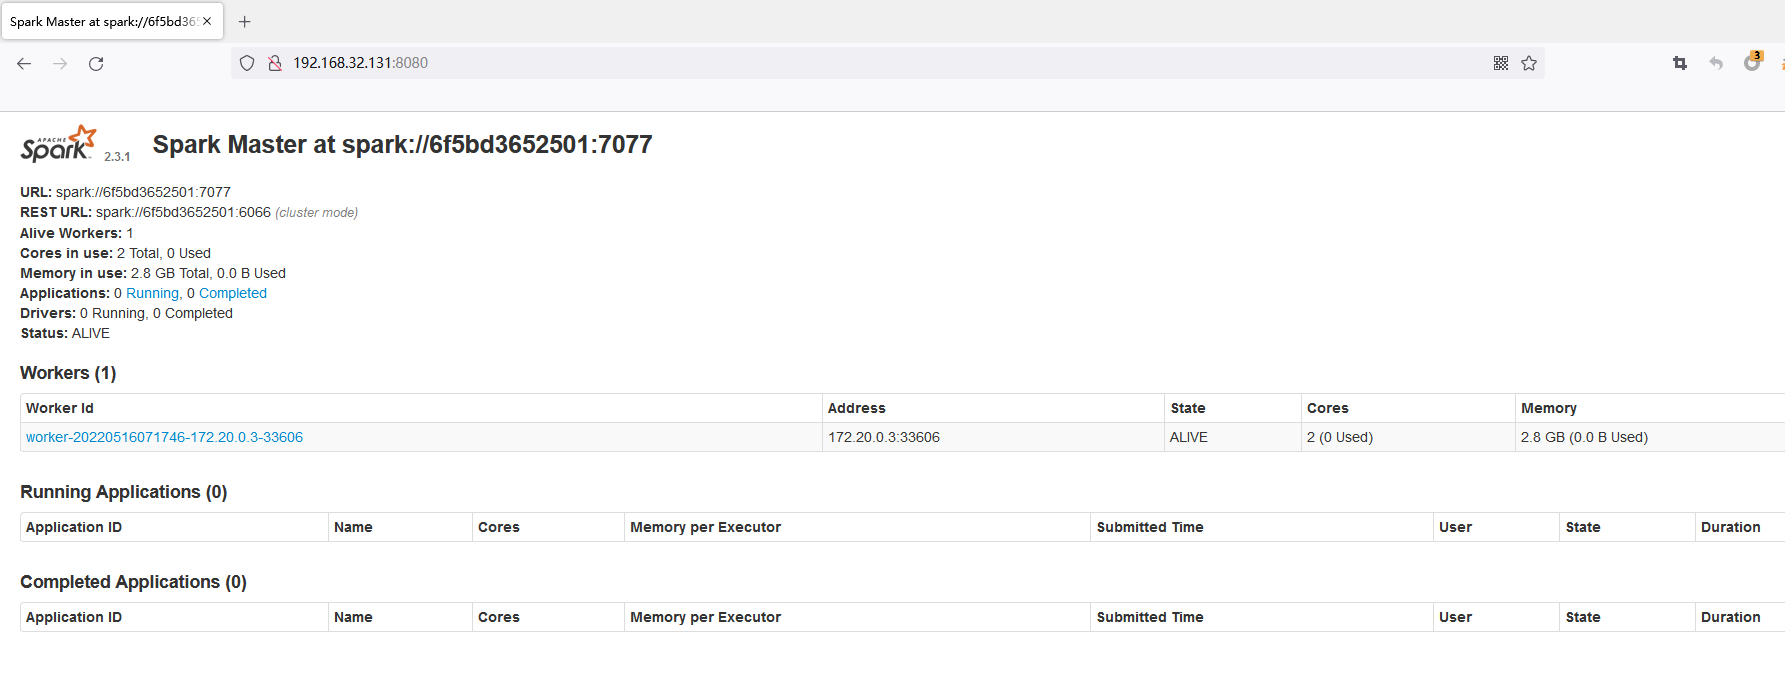 Spark Master at spark://6f5bd365
192.168.32.131:8080
3
APACHE
Spark 2.3.1 Spark Master at spark://6f5bd3652501:7077
URL: spark://6f5bd3652501:7077
REST URL: spark://6f5bd3652501:6066 (cluster mode)
Alive Workers: 1
Cores in use: 2 Total, 0 Used
Memory in use: 2.8 GB Total, 0.0 B Used
Applications: 0 Running, 0 Completed
Drivers: 0 Running, 0 Completed
Status: ALIVE
Workers (1)
Worker Id Address State Cores Memory
worker-20220516071746-172.20.0.3-33606 172.20.0.3:33606 ALIVE 2 (0 Used) 2.8 GB (0.0 B Used)
Running Applications (0)
Application ID Name Cores Memory per Executor Submitted Time User State Duration
Completed Applications (0)
Application ID Name Cores Memory per Executor Submitted Time User State Duration